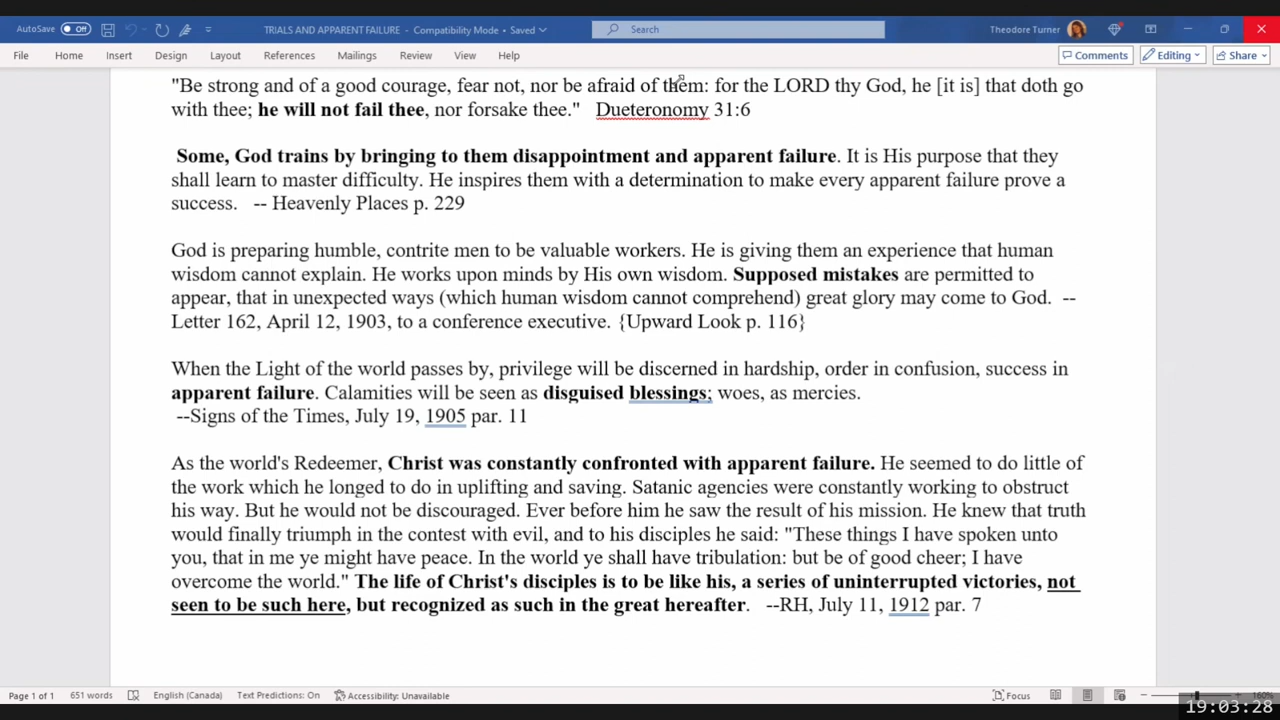 AutoSave Off TRIALS AND APPARENT FAILURE - Compatibility Mode • Saved Search Theodore Turner
File Home Insert Design Layout References Mailings Review View Help Comments Editing Share
"Be strong and of a good courage, fear not, nor be afraid of them: for the LORD thy God, he [it is] that doth go
with thee; he will not fail thee, nor forsake thee." Dueteronomy 31:6
Some, God trains by bringing to them disappointment and apparent failure. It is His purpose that they
shall learn to master difficulty. He inspires them with a determination to make every apparent failure prove a
success. -- Heavenly Places p. 229
God is preparing humble, contrite men to be valuable workers. He is giving them an experience that human
wisdom cannot explain. He works upon minds by His own wisdom. Supposed mistakes are permitted to
appear, that in unexpected ways (which human wisdom cannot comprehend) great glory may come to God. --
Letter 162, April 12, 1903, to a conference executive. {Upward Look p. 116}
When the Light of the world passes by, privilege will be discerned in hardship, order in confusion, success in
apparent failure. Calamities will be seen as disguised blessings; woes, as mercies.
--Signs of the Times, July 19, 1905 par. 11
As the world's Redeemer, Christ was constantly confronted with apparent failure. He seemed to do little of
the work which he longed to do in uplifting and saving. Satanic agencies were constantly working to obstruct
his way. But he would not be discouraged. Ever before him he saw the result of his mission. He knew that truth
would finally triumph in the contest with evil, and to his disciples he said: "These things I have spoken unto
you, that in me ye might have peace. In the world ye shall have tribulation: but be of good cheer; I have
overcome the world." The life of Christ's disciples is to be like his, a series of uninterrupted victories, not
seen to be such here, but recognized as such in the great hereafter. --RH, July 11, 1912 par. 7
Page 1 of 1 651 words English (Canada) Text Predictions: On Accessibility: Unavailable Focus 160%
19:03:28